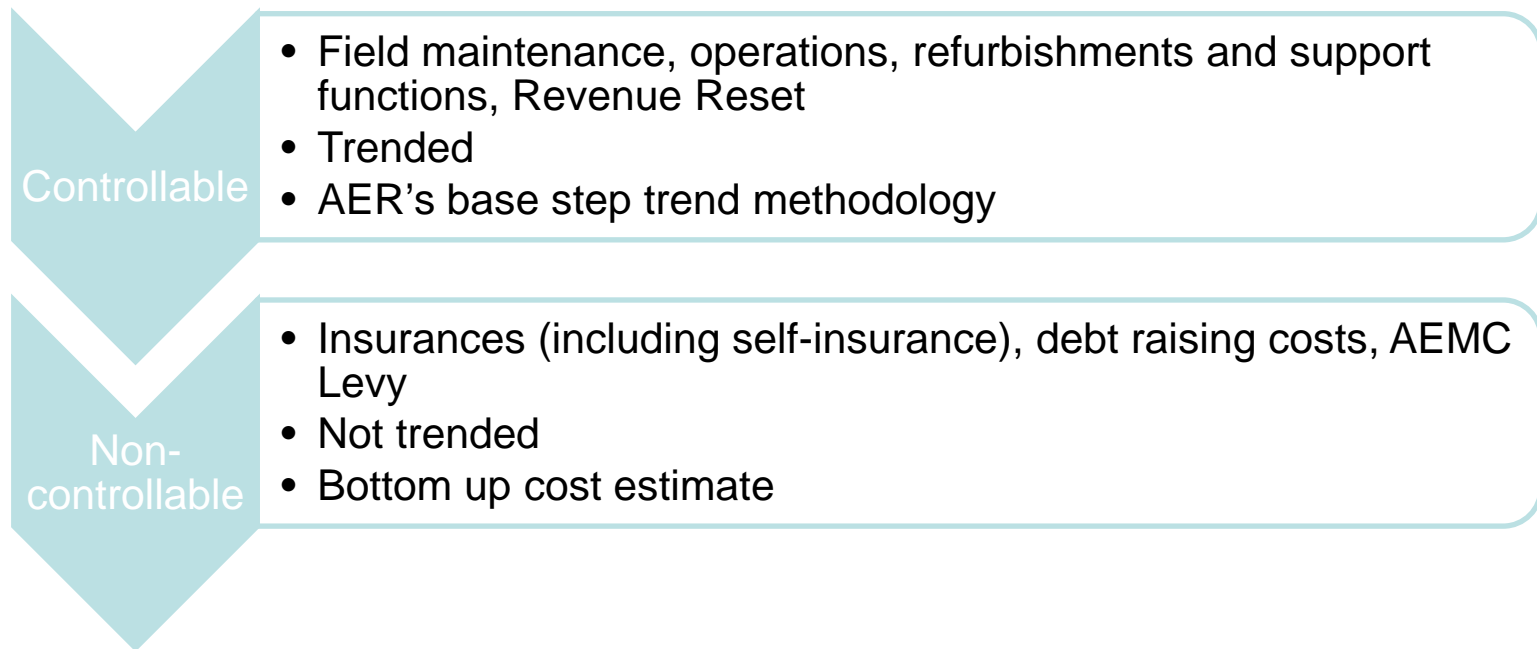 Controllable
• Field maintenance, operations, refurbishments and support
functions, Revenue Reset
• Trended
• AER’s base step trend methodology
Non-
controllable
• Insurances (including self-insurance), debt raising costs, AEMC
Levy
• Not trended
• Bottom up cost estimate